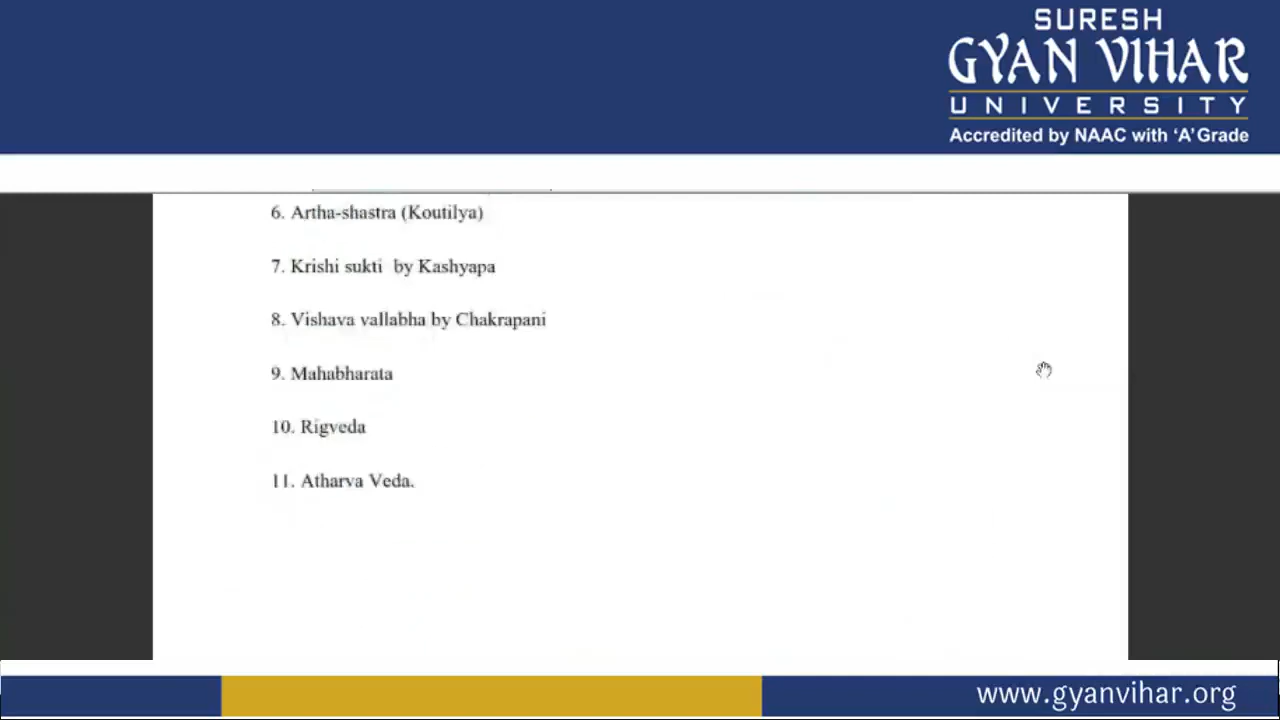 SURESH
GYAN VIHAR
UNIVERSITY
Accredited by NAAC with ‘A’ Grade
6. Artha-shastra (Koutilya)
7. Krishi sukti by Kashyapa
8. Vishava vallabha by Chakrapani
9. Mahabharata
10. Rigveda
11. Atharva Veda.
www.gyanvihar.org